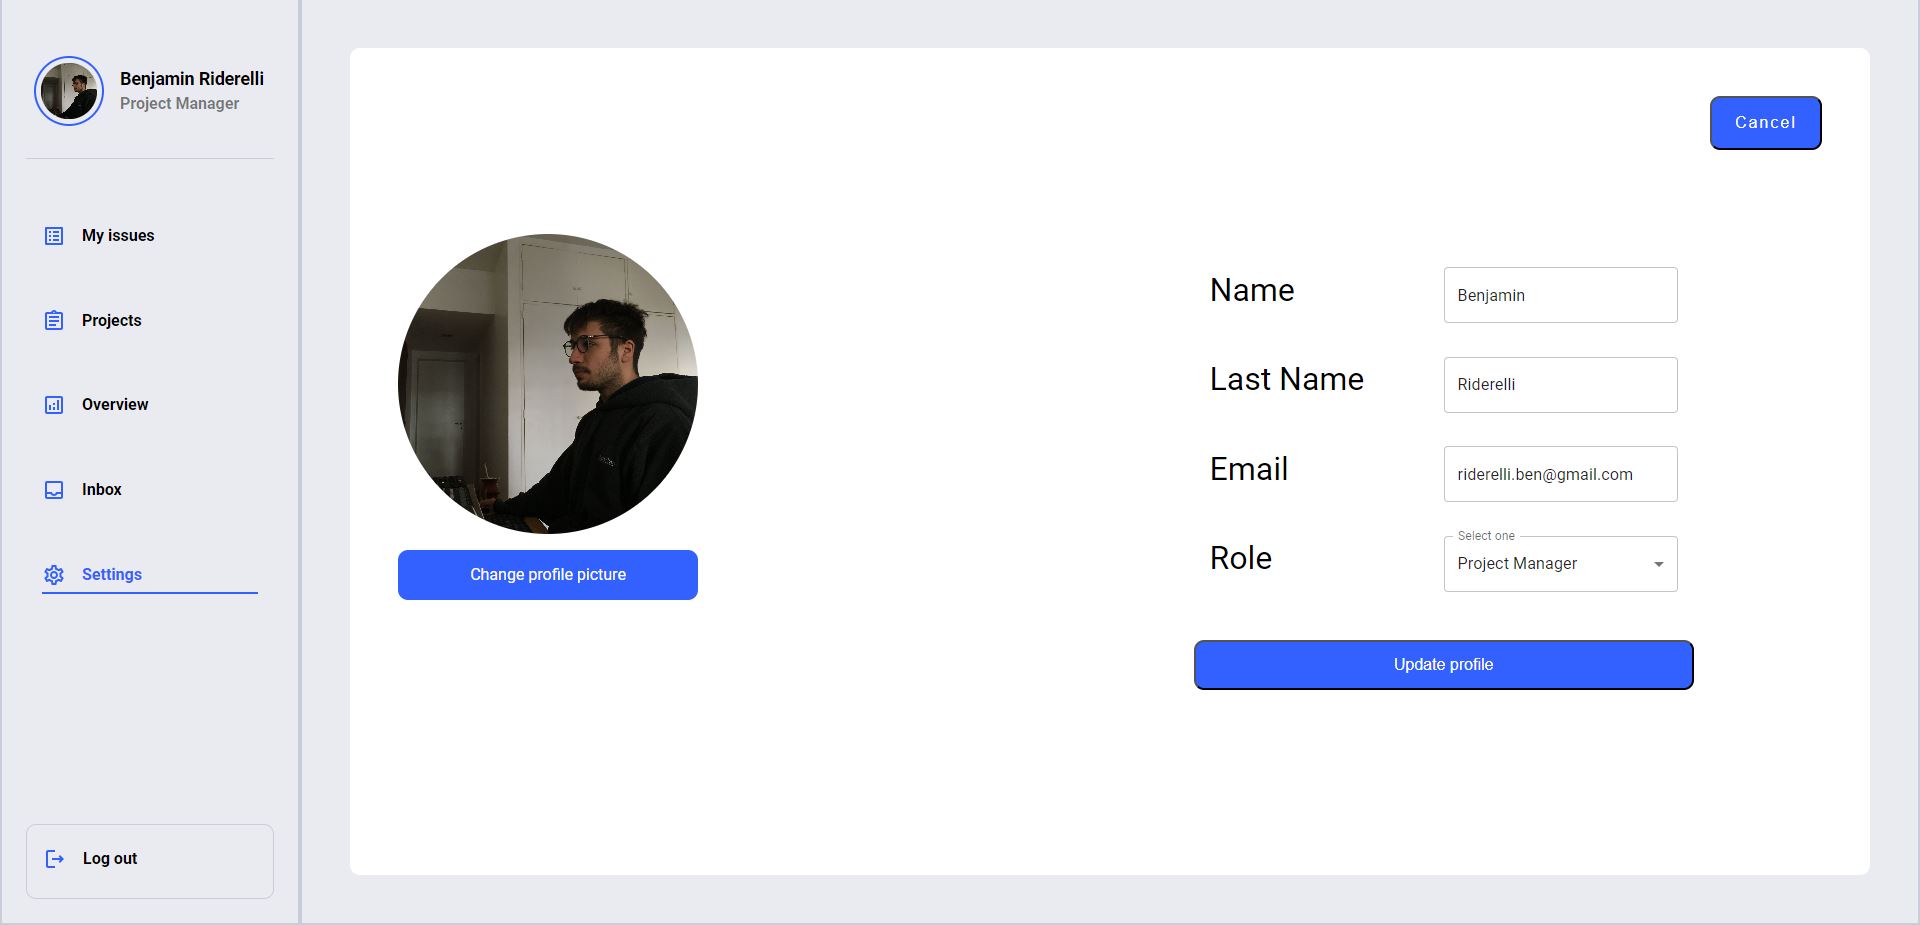 Benjamin Riderelli
Project Manager
My issues
Projects
Overview
Inbox
Settings
Log out
Cancel
Change profile picture
Name
Benjamin
Last Name
Riderelli
Email
riderelli.ben@gmail.com
Role
Select one
Project Manager
Update profile